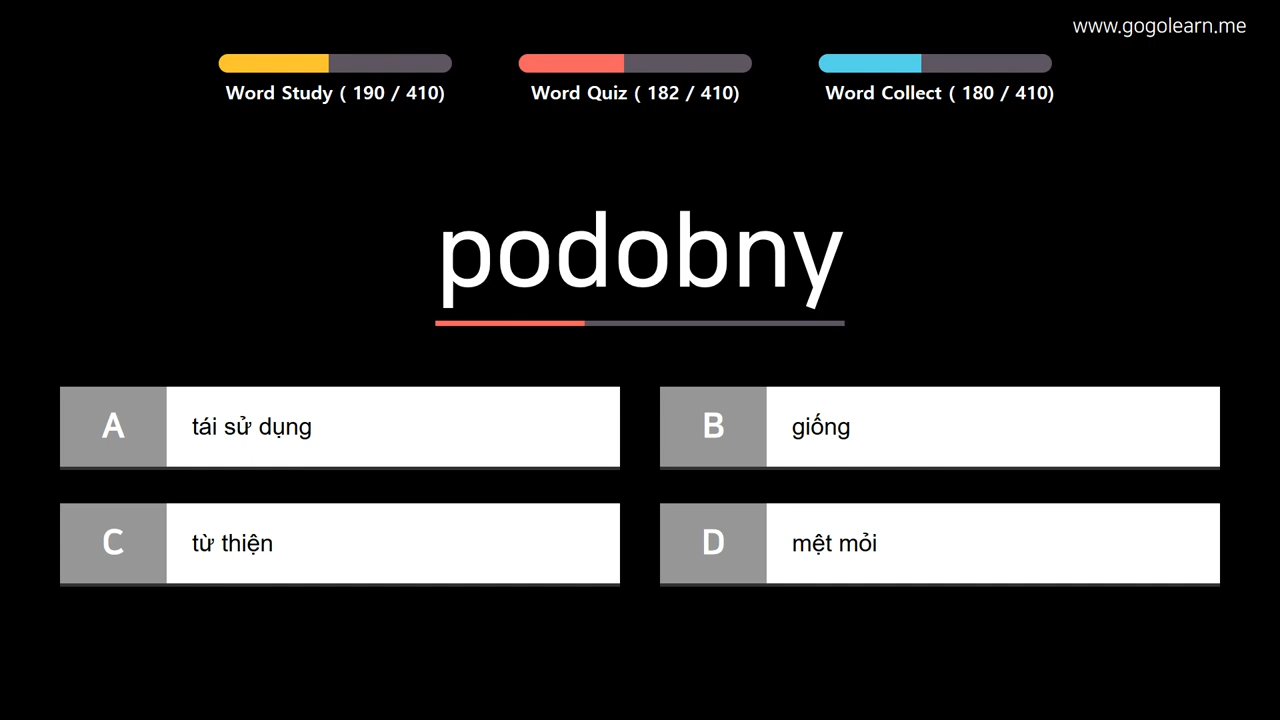 www.gogolearn.me
Word Study ( 190 / 410)
Word Quiz ( 182 / 410)
Word Collect ( 180 / 410)
podobny
A
tái sử dụng
B
giống
C
từ thiện
D
mệt mỏi